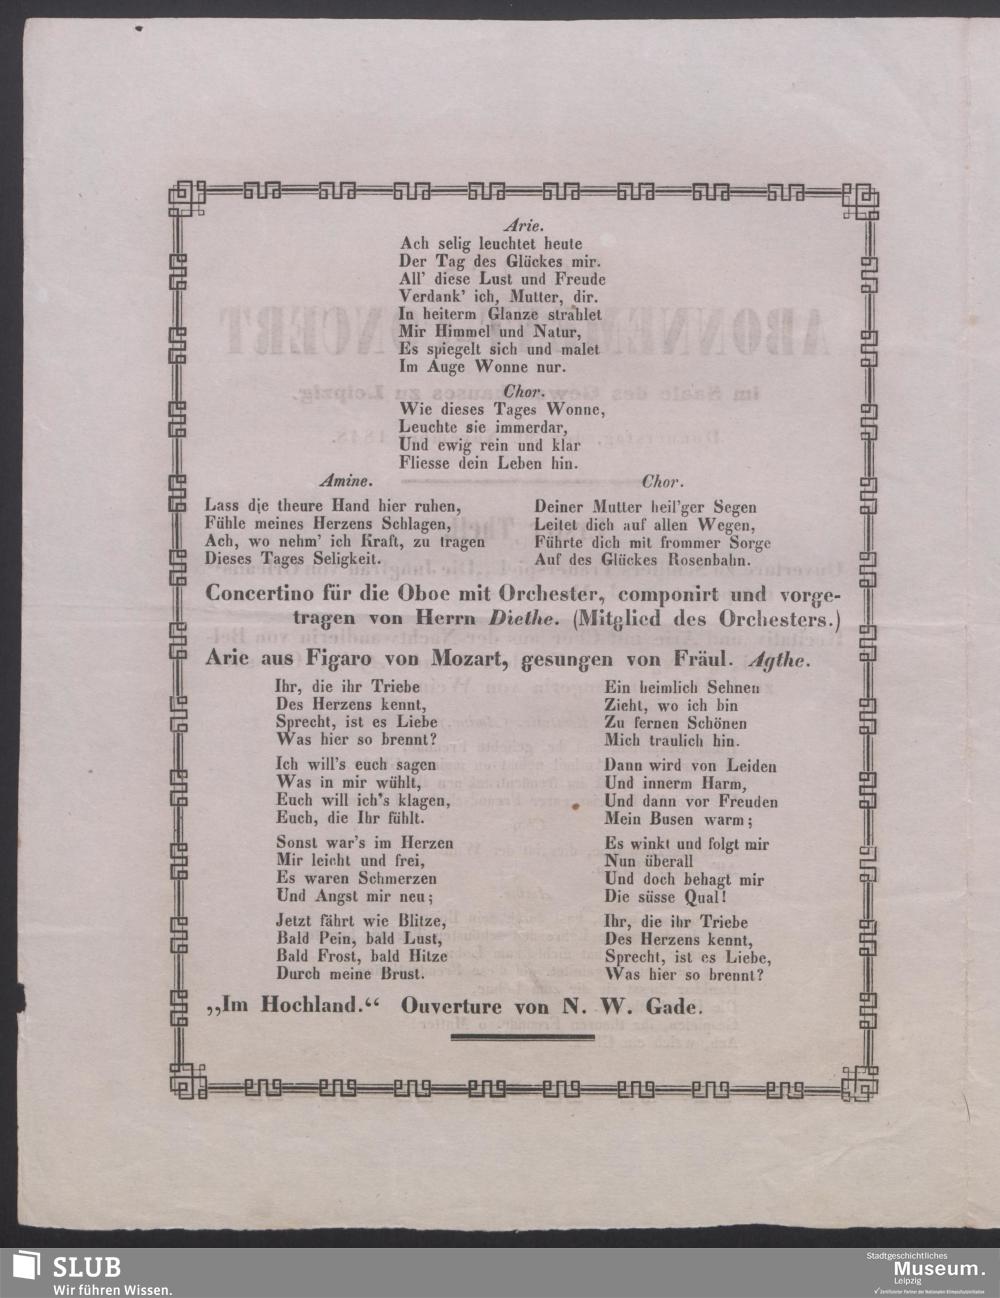 Arie.
Ach selig leuchtet heute
Der Tag des Glückes mir.
All' diese Lust und Freude
Verdank' ich, Mutter, dir.
In heiterm Glanze strahlet
Mir Himmel und Natur,
Es spiegelt sich und malet
Im Auge Wonne nur.
Chor.
Wie dieses Tages Wonne,
Leuchte sie immerdar,
Und ewig rein und klar
Fliesse dein Leben hin.
Amine.
Lass die theure Hand hier ruhen,
Fühle meines Herzens Schlagen,
Ach, wo nehm' ich Kraft, zu tragen
Dieses Tages Seligkeit.
Chor.
Deiner Mutter heil'ger Segen
Leitet dich auf allen Wegen,
Führte dich mit frommer Sorge
Auf des Glückes Rosenbahn.
Concertino für die Oboe mit Orchester, componirt und vorge-
tragen von Herrn Diethe. (Mitglied des Orchesters.)
Arie aus Figaro von Mozart, gesungen von Fräul. Agthe.
Ihr, die ihr Triebe
Des Herzens kennt,
Sprecht, ist es Liebe
Was hier so brennt?
Ich will's euch sagen
Was in mir wühlt,
Euch will ich's klagen,
Euch, die Ihr fühlt.
Sonst war's im Herzen
Mir leicht und frei,
Es waren Schmerzen
Und Angst mir neu;
Jetzt fährt wie Blitze,
Bald Pein, bald Lust,
Bald Frost, bald Hitze
Durch meine Brust.
Ein heimlich Sehnen
Zieht, wo ich bin
Zu fernen Schönen
Mich traulich hin.
Dann wird von Leiden
Und innerm Harm,
Und dann vor Freuden
Mein Busen warm;
Es winkt und folgt mir
Nun überall
Und doch behagt mir
Die süsse Qual!
Ihr, die ihr Triebe
Des Herzens kennt,
Sprecht, ist es Liebe,
Was hier so brennt?
„Im Hochland.“ Ouverture von N. W. Gade.
SLUB
Wir führen Wissen.
Stadtgeschichtliches
Museum.
Leipzig
Zertifizierter Partner der Nationalen Klimaschutzinitiative